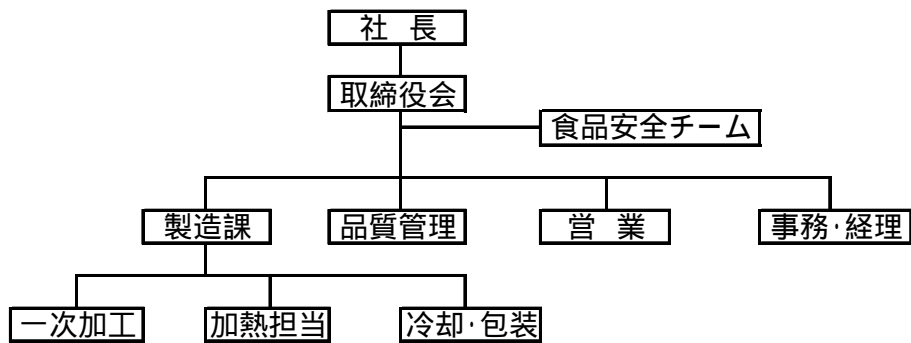 社 長
取締役会
食品安全チーム
製造課
品質管理
営 業
事務･経理
一次加工
加熱担当
冷却･包装